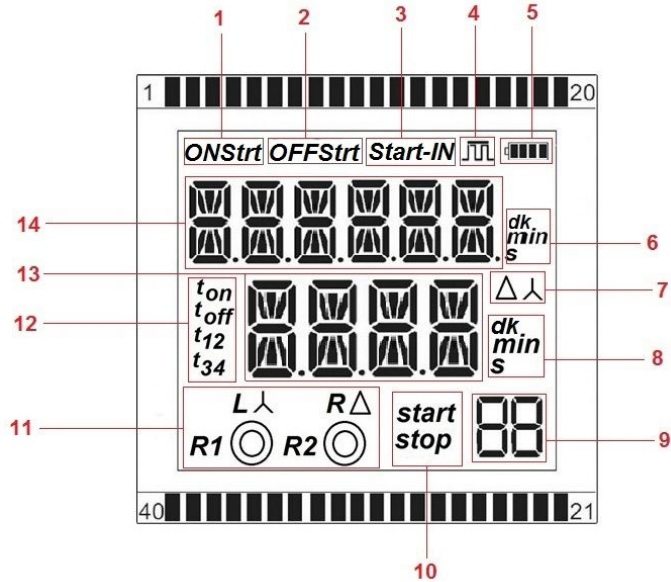 1 2 3 4 5
1 20
ONStrt OFFStrt Start-IN
14
dk
min
s
6
13
7
12
ton
toff
t12
t34
dk
min
s
8
11
L R
R1 R2
start
stop
9
40 21
10